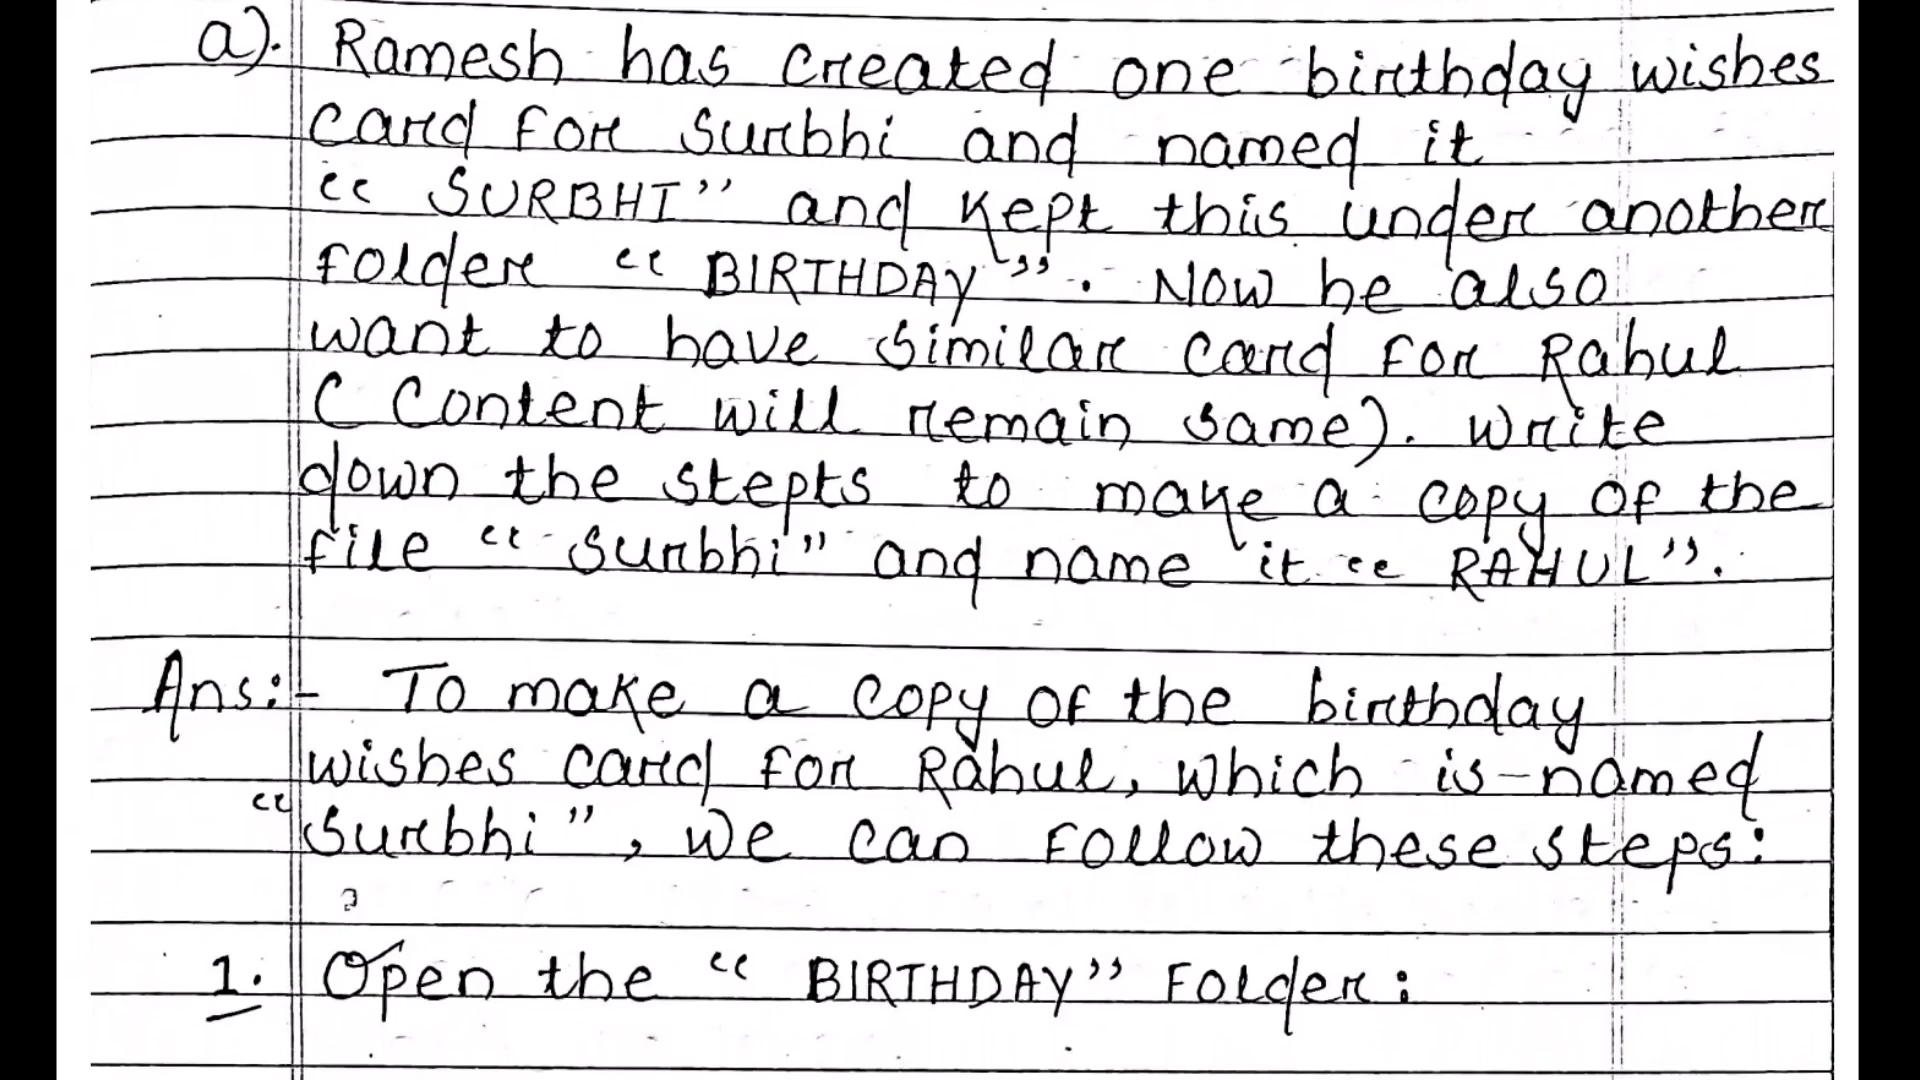 a). Ramesh has created one birthday wishes
card for Surbhi and named it
“ SURBHI” and kept this under another
folder “ BIRTHDAY”. Now he also
want to have similar card for Rahul
( Content will remain same). Write
down the stepts to make a copy of the
file “ Surbhi” and name it “ RAHUL”.
Ans:- To make a copy of the birthday
wishes card for Rahul, which is named
“Surbhi”, we can follow these steps:
1. Open the “ BIRTHDAY” Folder: